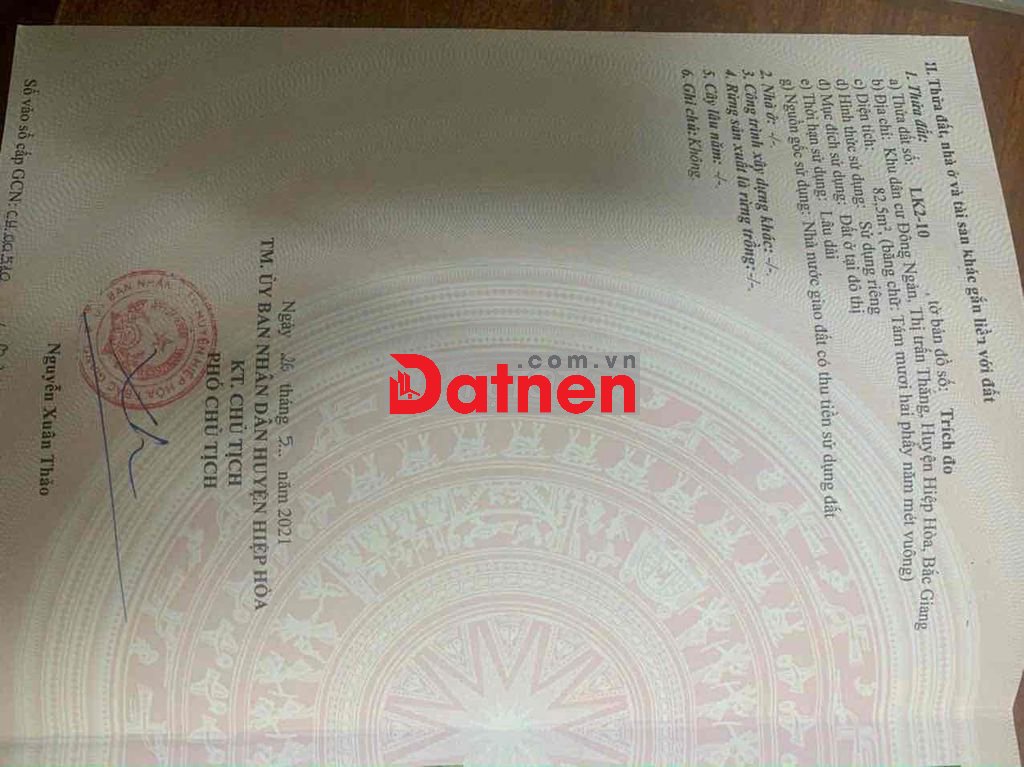 II. Thửa đất, nhà ở và tài sản khác gắn liền với đất
1. Thửa đất:
a) Thửa đất số: LK2-10 , tờ bản đồ số: Trích đo
b) Địa chỉ: Khu dân cư Đông Ngàn, Thị trấn Thắng, Huyện Hiệp Hòa, Bắc Giang
c) Diện tích: 82,5m², (bằng chữ: Tám mươi hai phẩy năm mét vuông)
d) Hình thức sử dụng: Sử dụng riêng
đ) Mục đích sử dụng: Đất ở tại đô thị
e) Thời hạn sử dụng: Lâu dài
g) Nguồn gốc sử dụng: Nhà nước giao đất có thu tiền sử dụng đất
2. Nhà ở: -/-.
3. Công trình xây dựng khác: -/-.
4. Rừng sản xuất là rừng trồng: -/-.
5. Cây lâu năm: -/-.
6. Ghi chú: Không.
Ngày 26 tháng 5... năm 2021
TM. ỦY BAN NHÂN DÂN HUYỆN HIỆP HÒA
KT. CHỦ TỊCH
PHÓ CHỦ TỊCH
Nguyễn Xuân Thảo
Số vào sổ cấp GCN: CH
Datnen
.com.vn